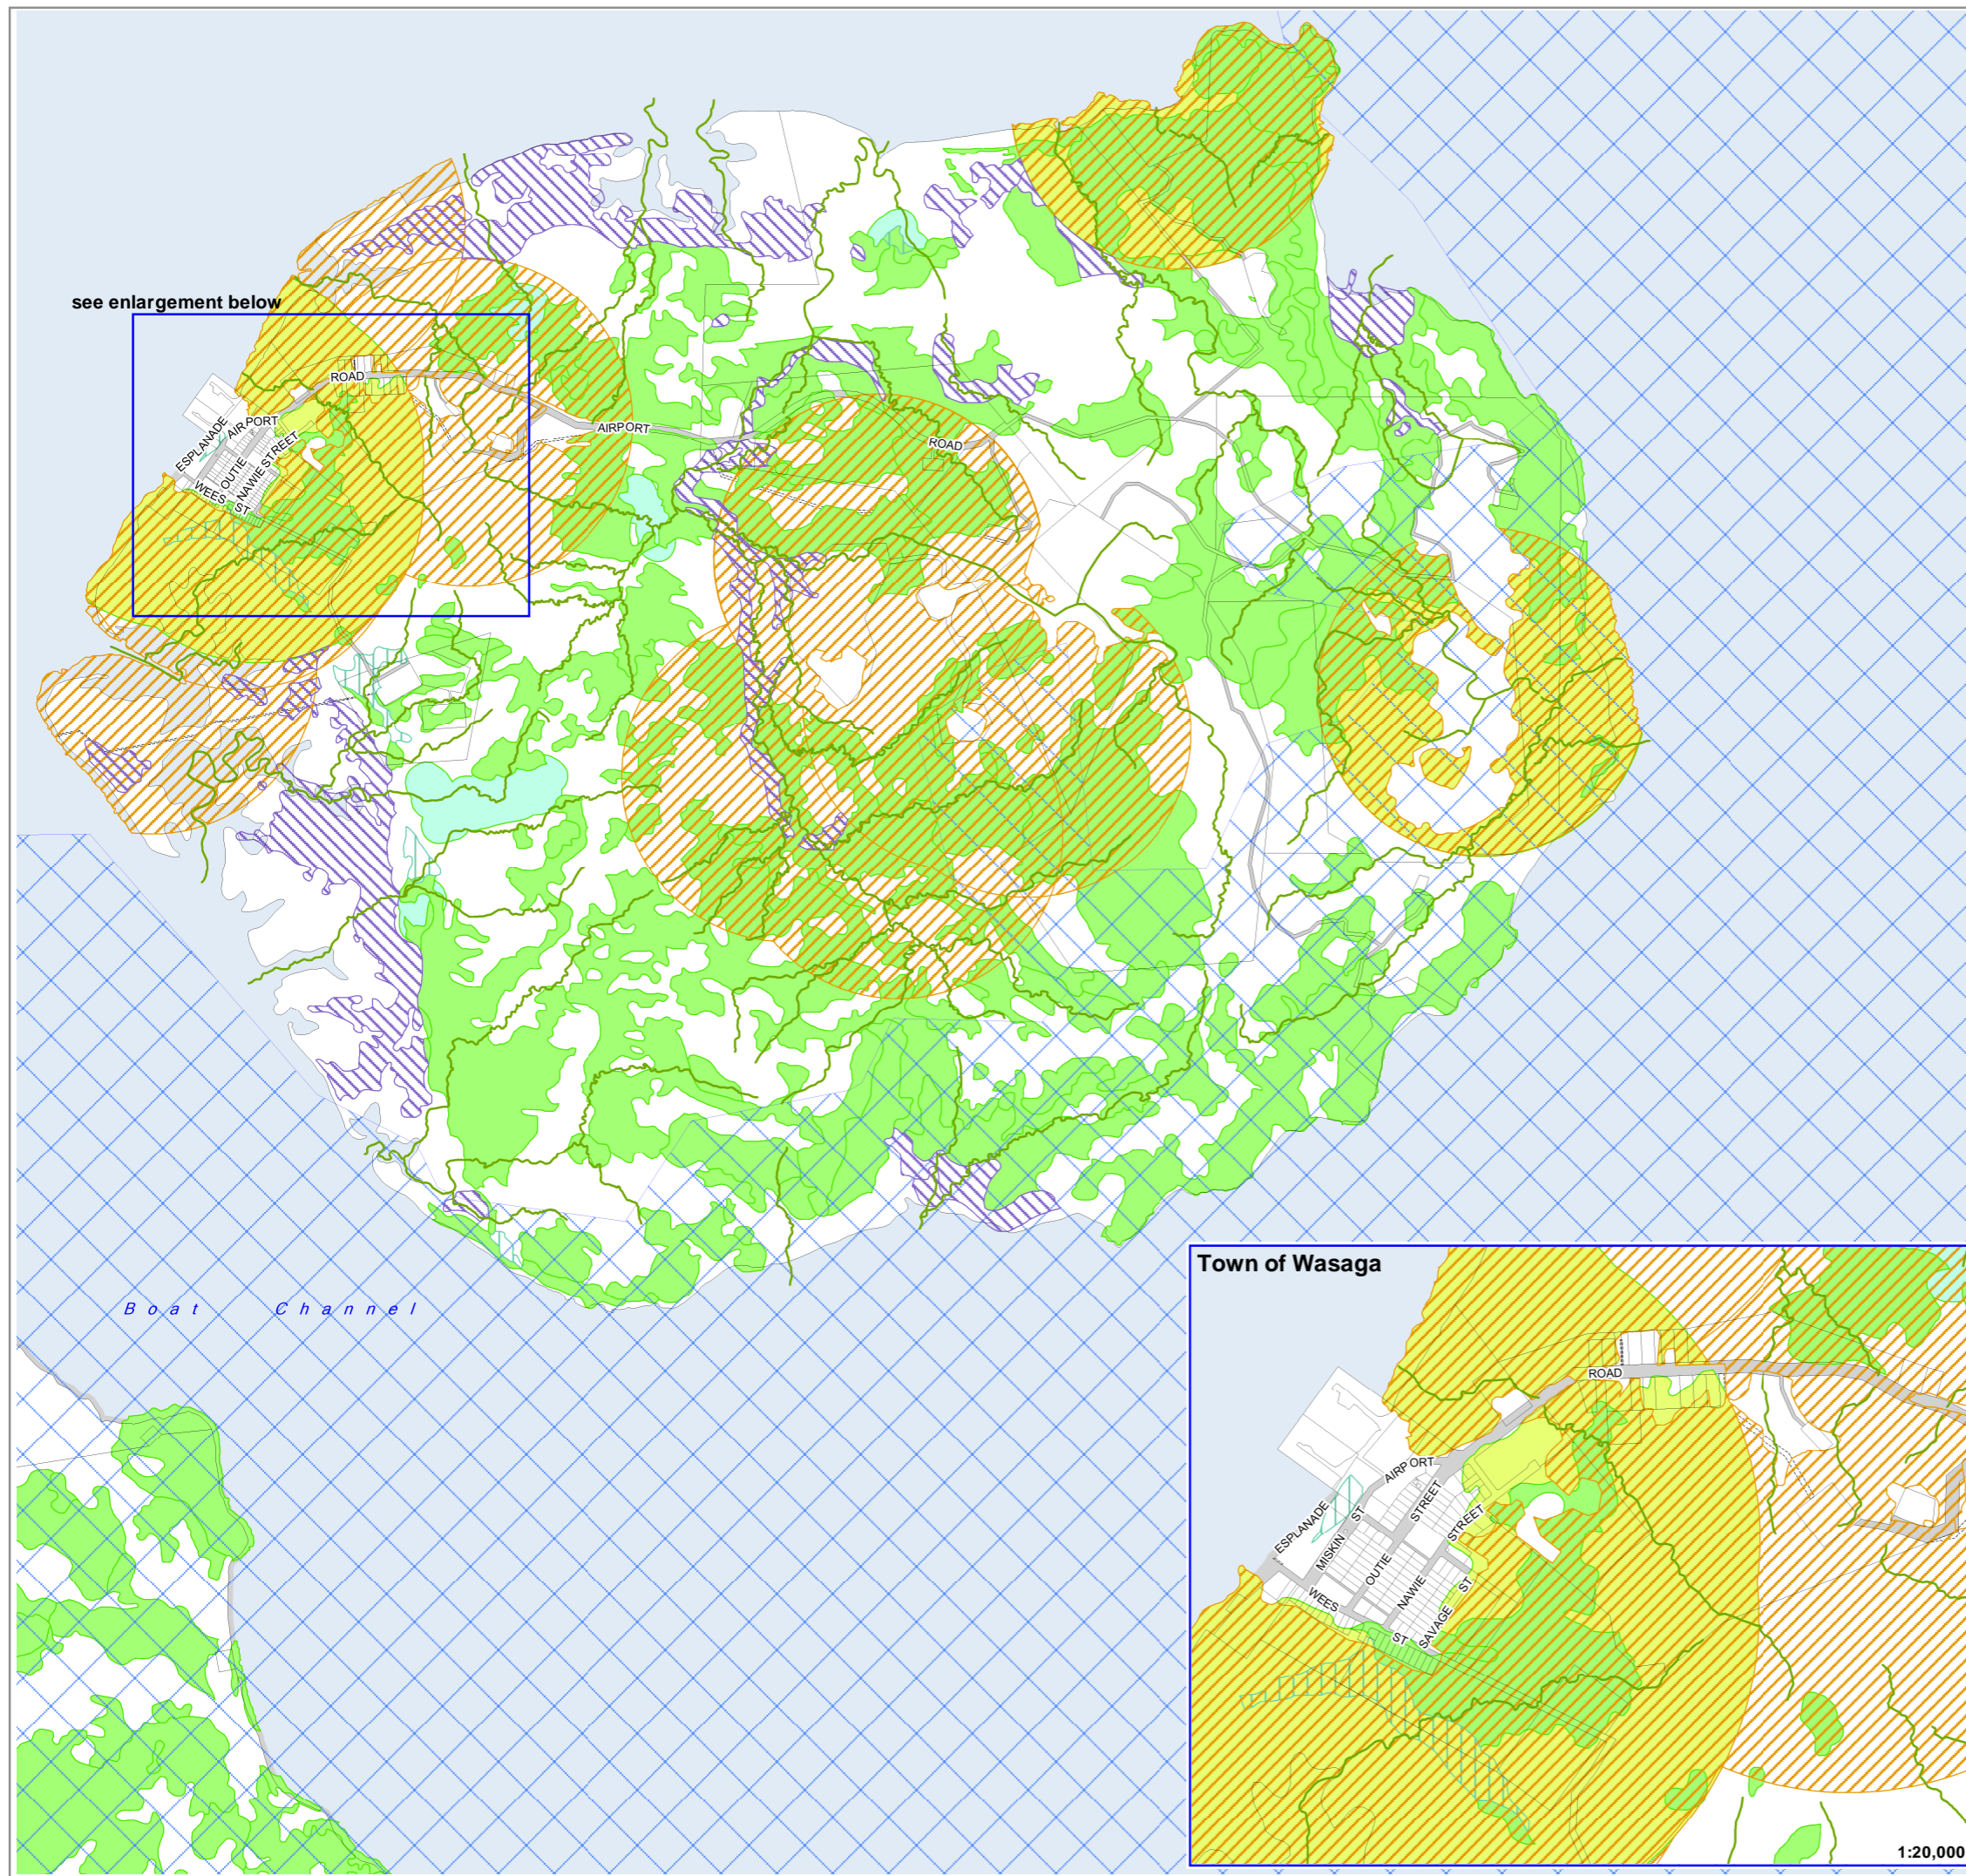 see enlargement below
ROAD
AIRPORT
ESPLANADE
OUTIE
NAWIE STREET
WEES ST
AIRPORT
ROAD
Boat Channel
Town of Wasaga
ROAD
AIRPORT
ESPLANADE
MISKIN ST
STREET
OUTIE
STREET
NAWIE
SAVAGE ST
WEES
ST
1:20,000